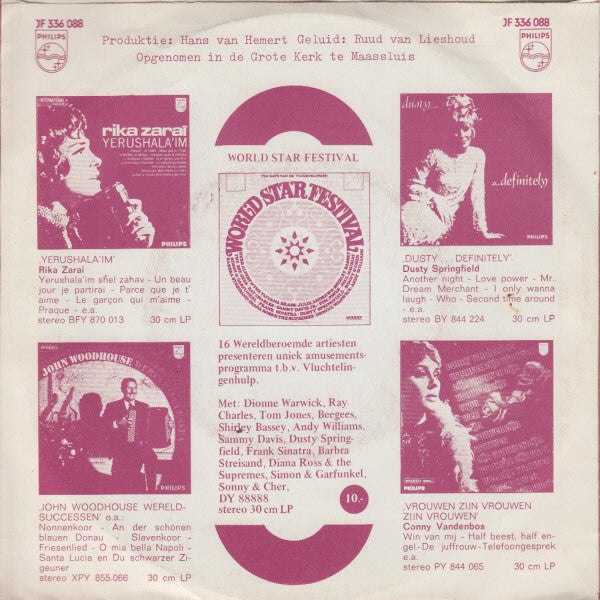 JF 336 088
JF 336 088
PHILIPS
PHILIPS
Produktie: Hans van Hemert Geluid: Ruud van Lieshoud
Opgenomen in de Grote Kerk te Maassluis
rika zaraï
YERUSHALA'IM
PHILIPS
‚YERUSHALA'IM'
Rika Zaraï
Yerushala'im shel zahav - Un beau
jour je partirai - Parce que je t'
aime - Le garçon qui m'aime -
Praque - e.a.
stereo BFY 870 013 30 cm LP
JOHN WOODHOUSE
PHILIPS
‚JOHN WOODHOUSE WERELD-
SUCCESSEN' o.a.:
Nonnenkoor - An der schönen
blauen Donau - Slavenkoor -
Friesenlied - O mia bella Napoli -
Santa Lucia en Du schwarzer Zi-
geuner
stereo XPY 855.066 30 cm LP
WORLD STAR FESTIVAL
WORLD STAR FESTIVAL
16 Wereldberoemde artiesten
presenteren uniek amusements-
programma t.b.v. Vluchtelin-
genhulp.
Met: Dionne Warwick, Ray
Charles, Tom Jones, Beegees,
Shirley Bassey, Andy Williams,
Sammy Davis, Dusty Spring-
field, Frank Sinatra, Barbra
Streisand, Diana Ross & the
Supremes, Simon & Garfunkel,
Sonny & Cher,
DY 88888
stereo 30 cm LP
10.-
dusty...
...definitely
PHILIPS
‚DUSTY . . . DEFINITELY'
Dusty Springfield
Another night - Love power - Mr.
Dream Merchant - I only wanna
laugh - Who - Second time around
- e.a.
stereo BY 844 224 30 cm LP
PHILIPS
‚VROUWEN ZIJN VROUWEN
ZIJN VROUWEN'
Conny Vandenbos
Win van mij - Half beest, half en-
gel - De juffrouw - Telefoongesprek
e.a.
stereo PY 844 065 30 cm LP